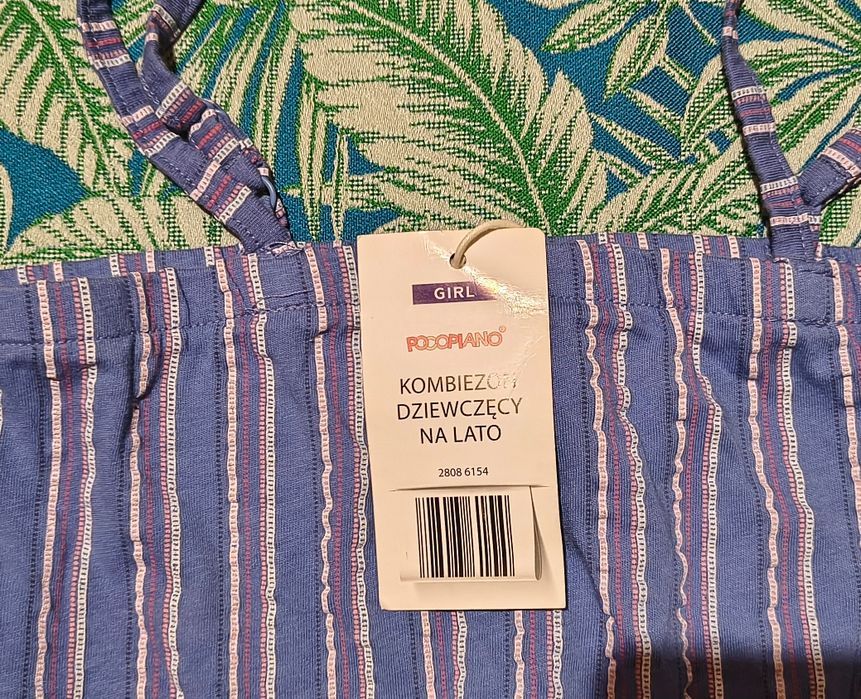 GIRL
POCOPIANO®
KOMBIEZON
DZIEWCZĘCY
NA LATO
2808 6154